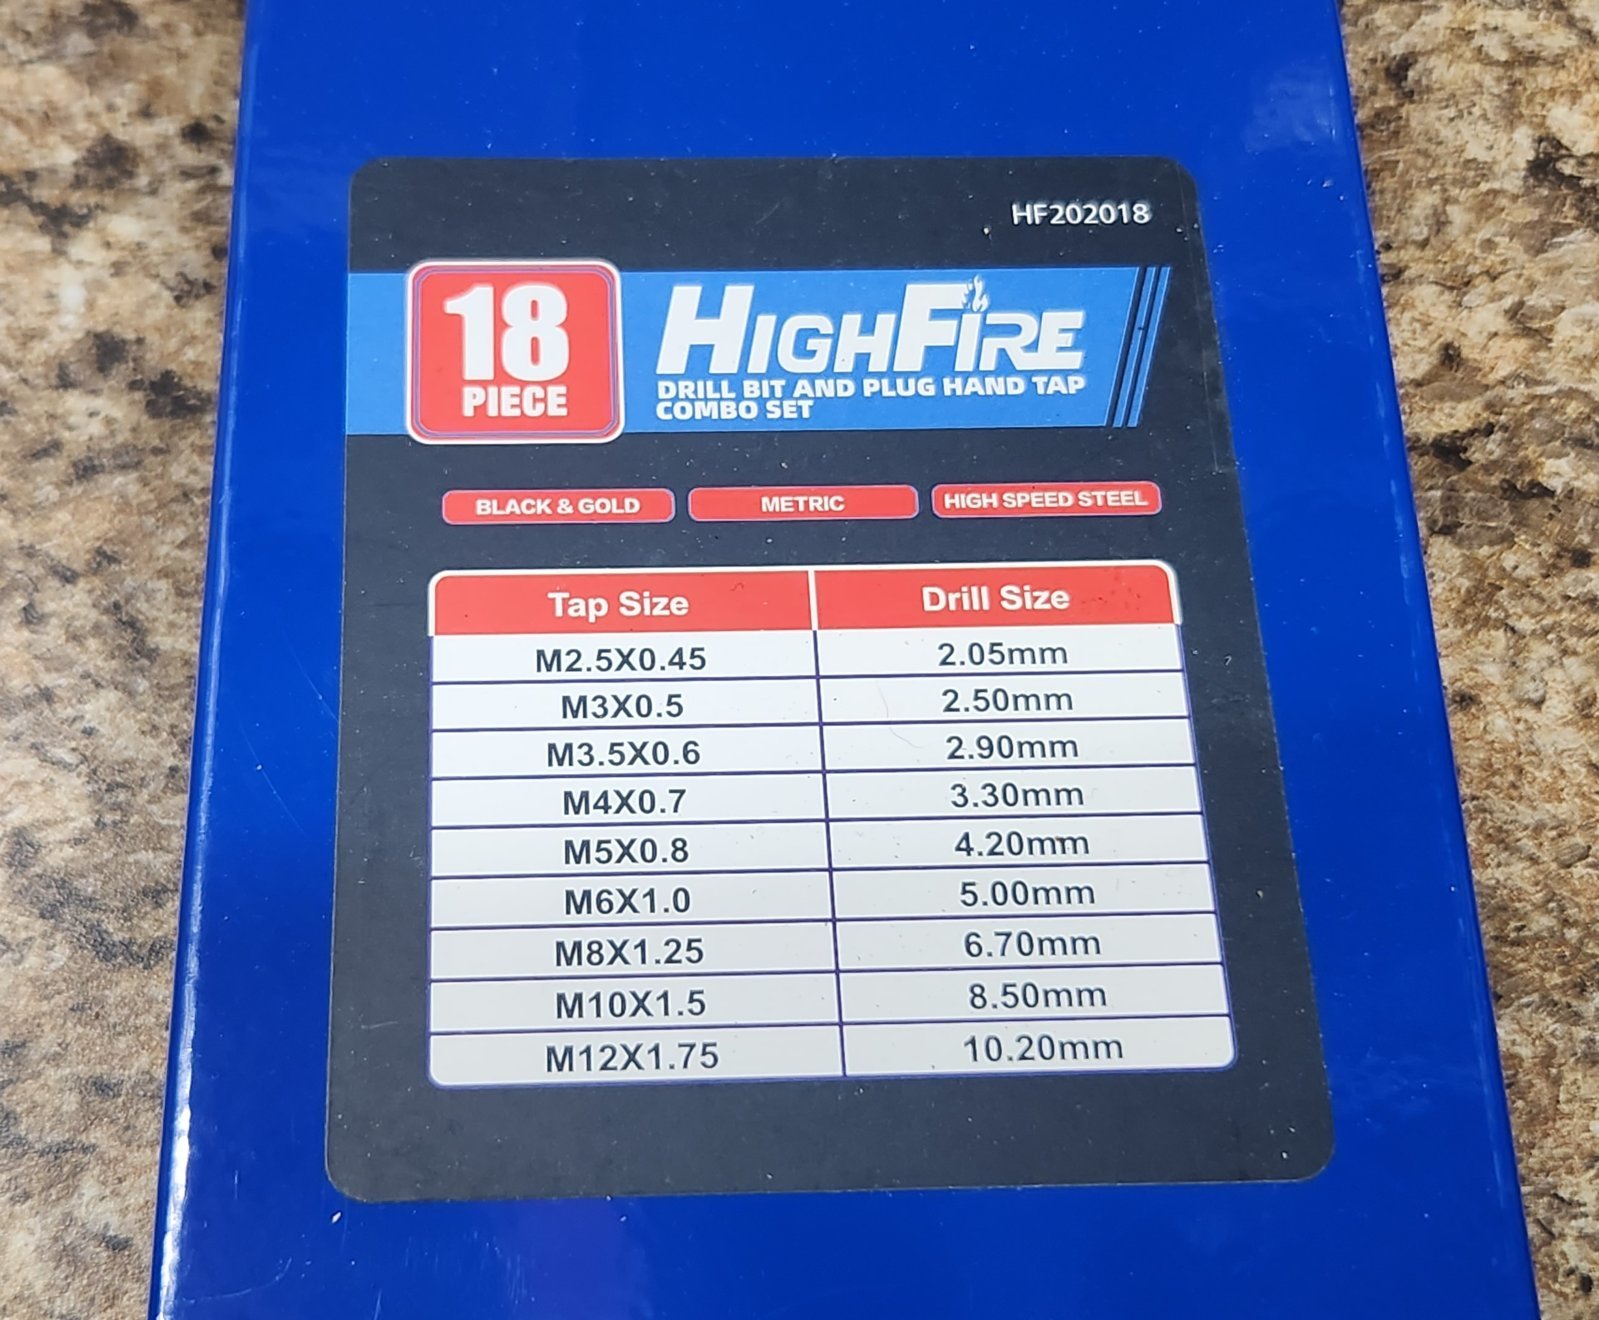 HF202018
18
PIECE
HIGHFIRE
DRILL BIT AND PLUG HAND TAP
COMBO SET
BLACK & GOLD METRIC HIGH SPEED STEEL
Tap Size Drill Size
M2.5X0.45 2.05mm
M3X0.5 2.50mm
M3.5X0.6 2.90mm
M4X0.7 3.30mm
M5X0.8 4.20mm
M6X1.0 5.00mm
M8X1.25 6.70mm
M10X1.5 8.50mm
M12X1.75 10.20mm